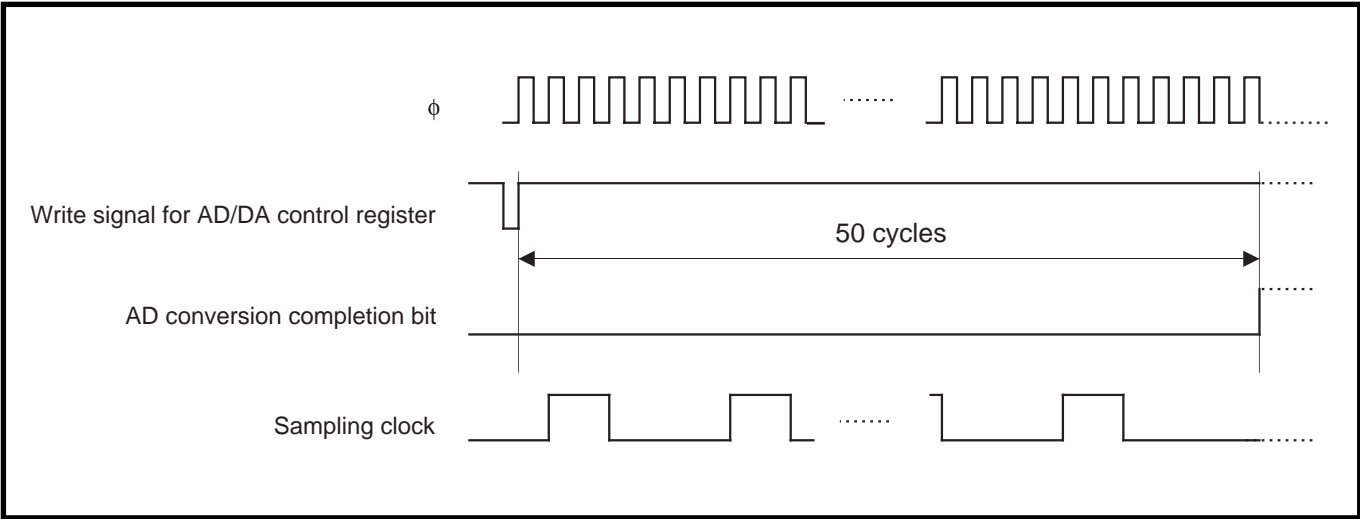 ϕ
Write signal for AD/DA control register
50 cycles
AD conversion completion bit
Sampling clock